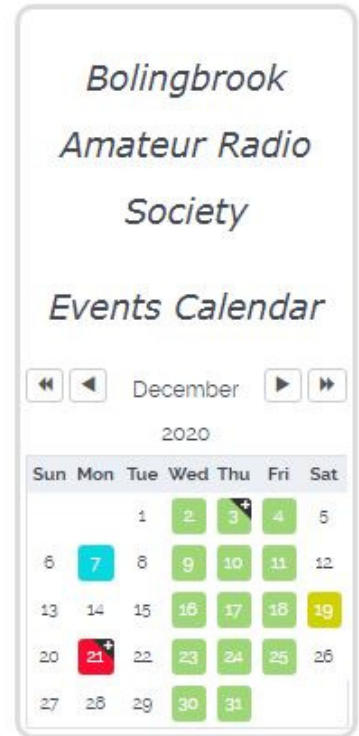 Bolingbrook
Amateur Radio
Society
Events Calendar
December
2020
Sun Mon Tue Wed Thu Fri Sat
1 2 3 + 4 5
6 7 8 9 10 11 12
13 14 15 16 17 18 19
20 21 + 22 23 24 25 26
27 28 29 30 31